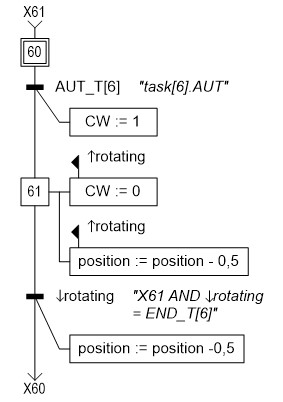 X61
60
AUT_T[6] "task[6].AUT"
CW := 1
↑rotating
61
CW := 0
↑rotating
position := position - 0,5
↓rotating "X61 AND ↓rotating
= END_T[6]"
position := position -0,5
X60